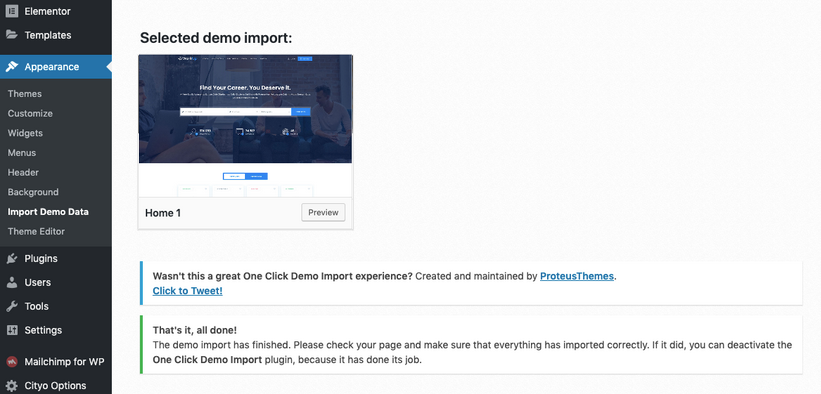 Elementor
Templates
Appearance
Themes
Customize
Widgets
Menus
Header
Background
Import Demo Data
Theme Editor
Plugins
Users
Tools
Settings
Mailchimp for WP
Cityo Options
Selected demo import:
Find Your Career. You Deserve it.
Home 1
Preview
Wasn't this a great One Click Demo Import experience? Created and maintained by ProteusThemes.
Click to Tweet!
That's it, all done!
The demo import has finished. Please check your page and make sure that everything has imported correctly. If it did, you can deactivate the
One Click Demo Import plugin, because it has done its job.